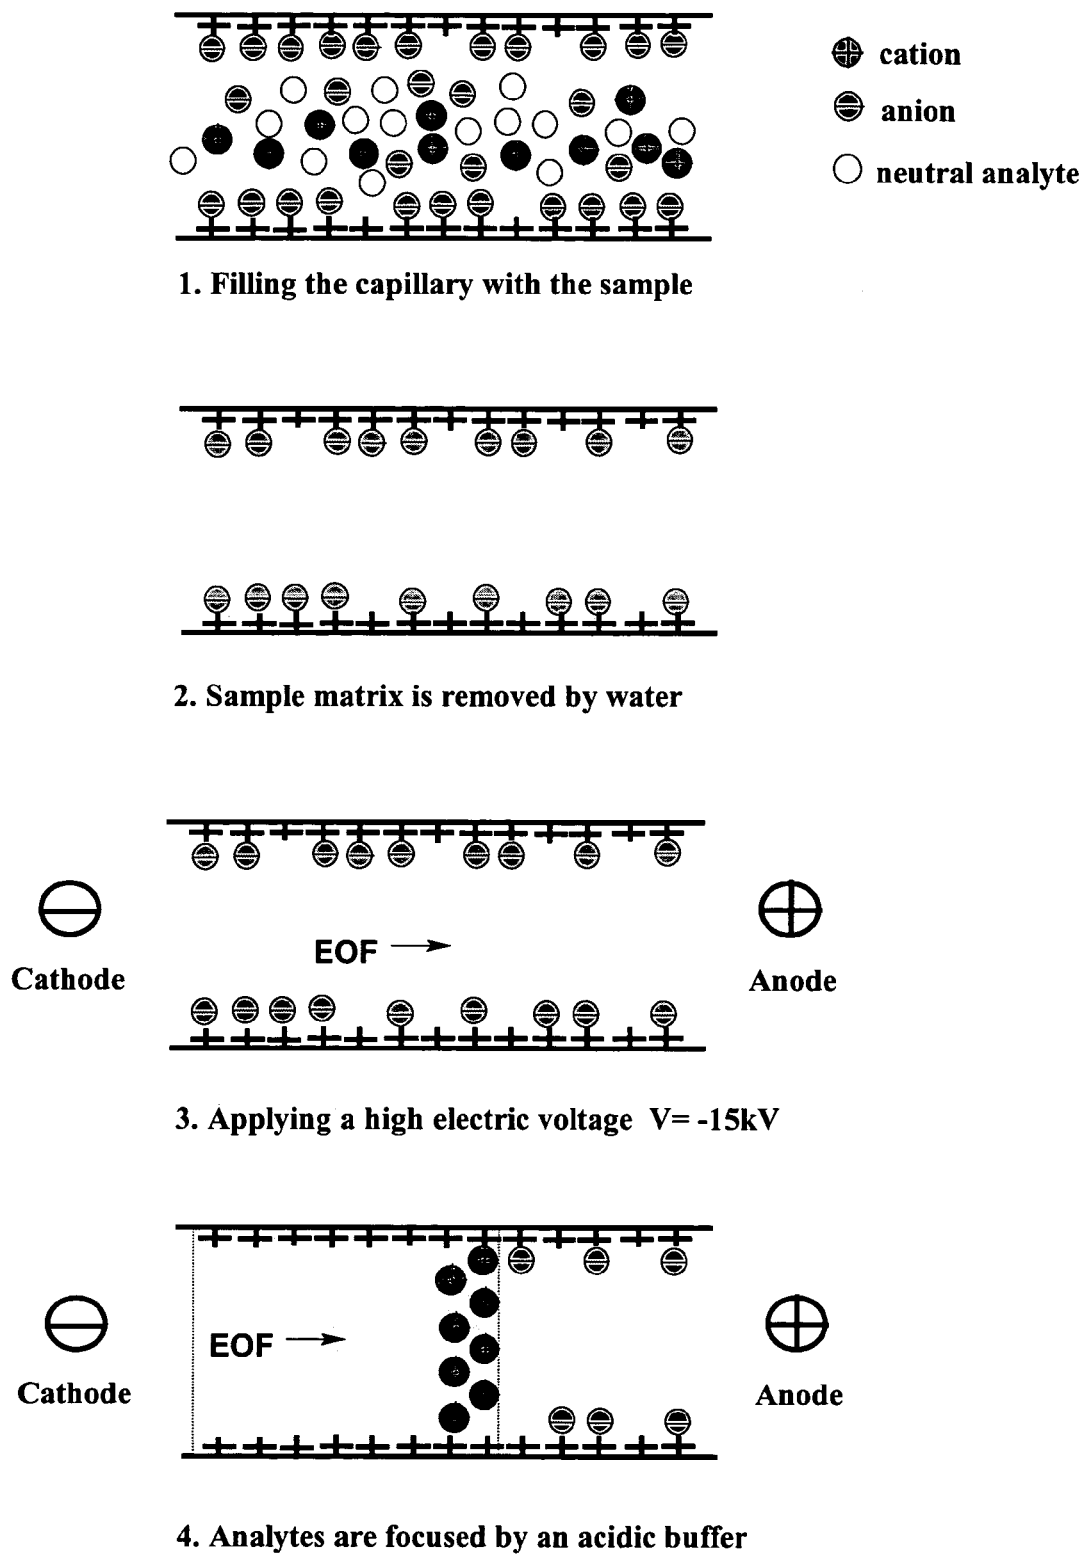 cation
anion
neutral analyte
1. Filling the capillary with the sample
2. Sample matrix is removed by water
EOF
Cathode
Anode
3. Applying a high electric voltage V= -15kV
EOF
Cathode
Anode
4. Analytes are focused by an acidic buffer